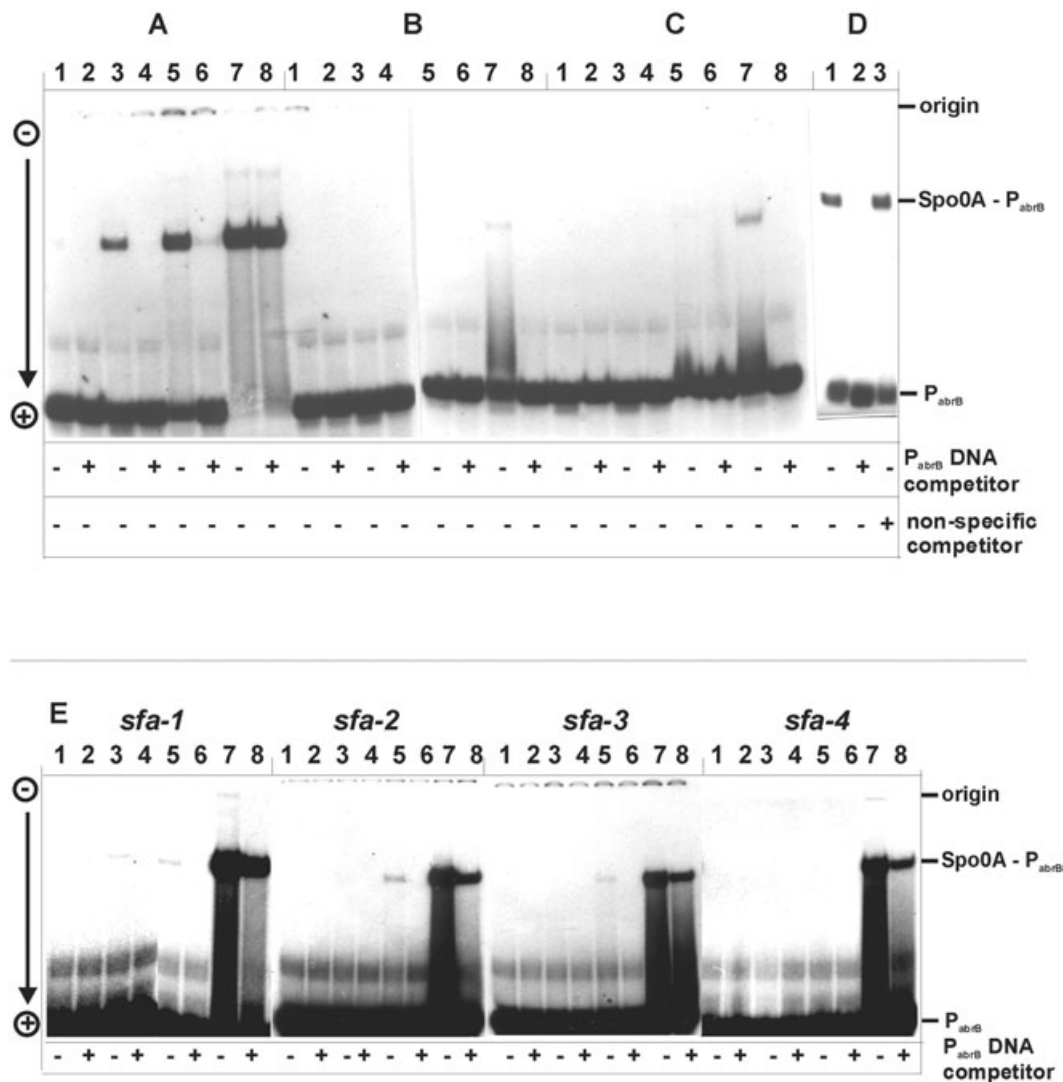 A B C D
1 2 3 4 5 6 7 8 1 2 3 4 5 6 7 8 1 2 3 4 5 6 7 8 1 2 3
origin
-
Spo0A - PabrB
PabrB
+
- + - + - + - + - + - + - + - + - + - + - + - + - + - PabrB DNA
competitor
- - - - - - - - - - - - - - - - - - - - - - - - - - + non-specific
competitor
E sfa-1 sfa-2 sfa-3 sfa-4
1 2 3 4 5 6 7 8 1 2 3 4 5 6 7 8 1 2 3 4 5 6 7 8 1 2 3 4 5 6 7 8
-
origin
Spo0A - PabrB
+
PabrB
- + - + - + - + - + - + - + - + - + - + - + - + - + - + - + - + PabrB DNA
competitor